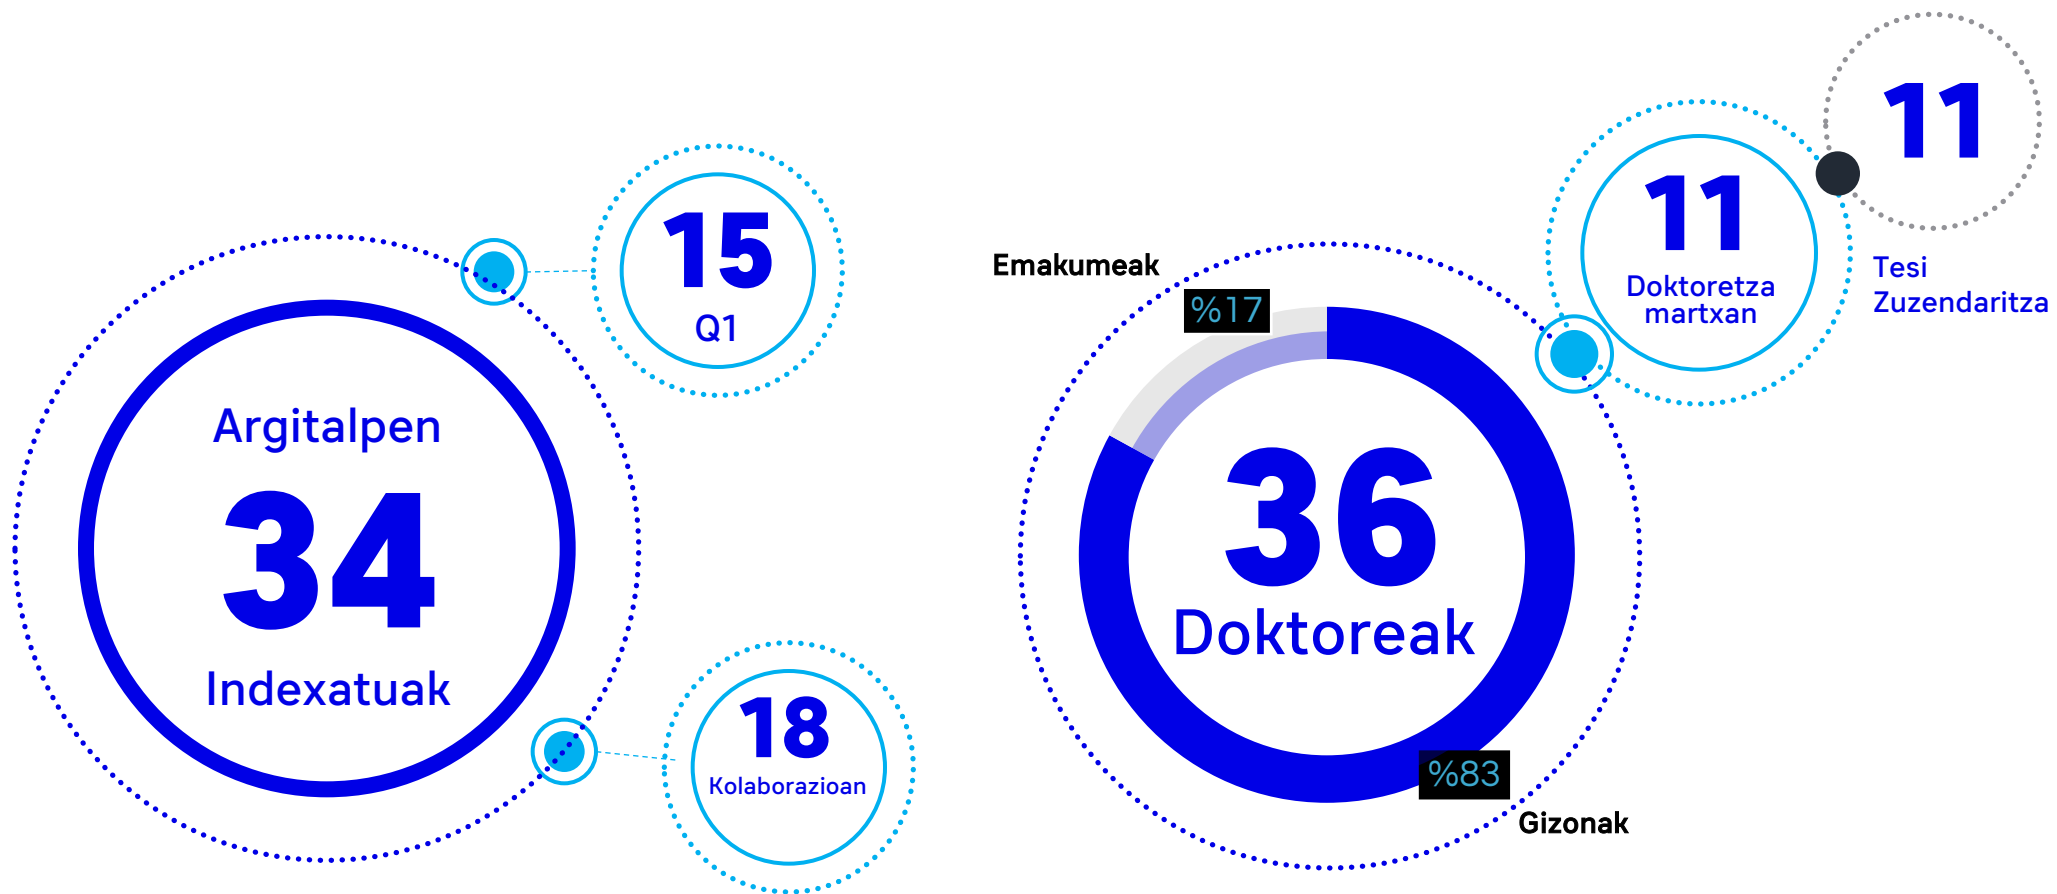 Argitalpen
34
Indexatuak
15
Q1
18
Kolaborazioan
Emakumeak
%17
36
Doktoreak
%83
Gizonak
11
Doktoretza
martxan
11
Tesi
Zuzendaritza